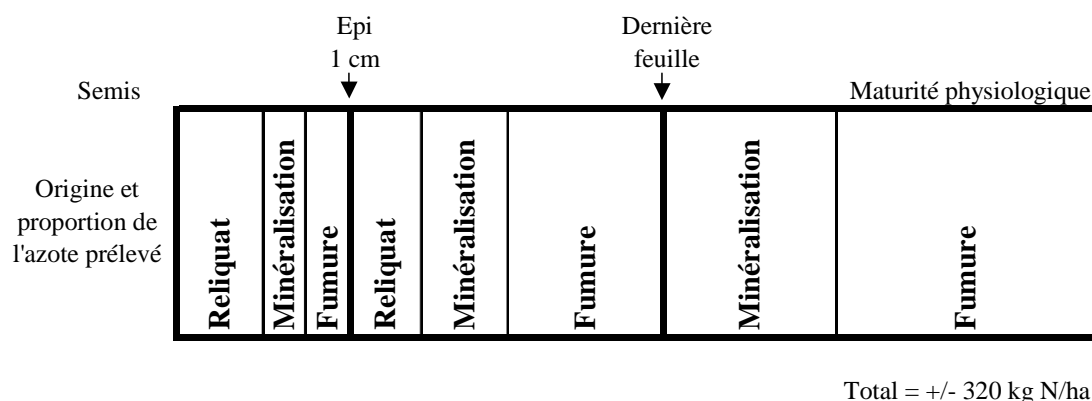 Epi
1 cm
Dernière
feuille
Semis
Maturité physiologique
Origine et
proportion de
l'azote prélevé
Reliquat
Minéralisation
Fumure
Reliquat
Minéralisation
Fumure
Minéralisation
Fumure
Total = +/- 320 kg N/ha